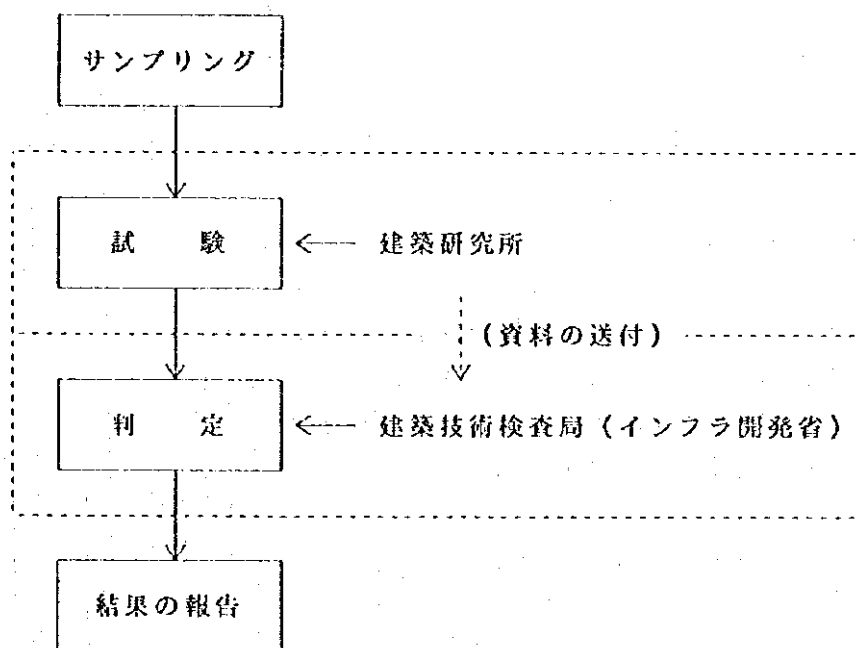 サンプリング
試験
建築研究所
(資料の送付)
判定
建築技術検査局(インフラ開発省)
結果の報告